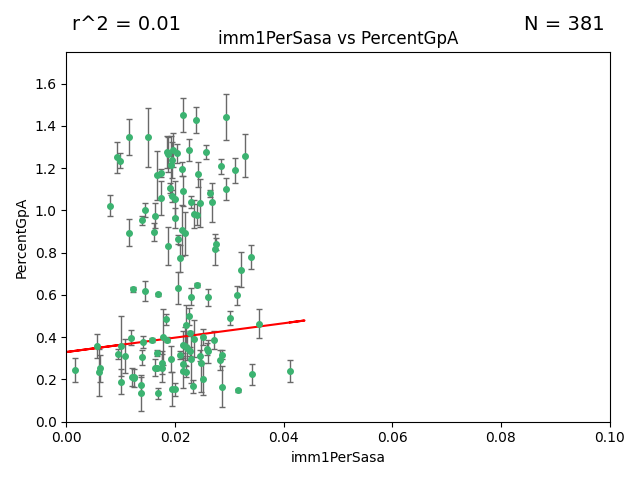 r^2 = 0.01
N = 381
imm1PerSasa vs PercentGpA
PercentGpA
1.6
1.4
1.2
1.0
0.8
0.6
0.4
0.2
0.0
0.00 0.02 0.04 0.06 0.08 0.10
imm1PerSasa